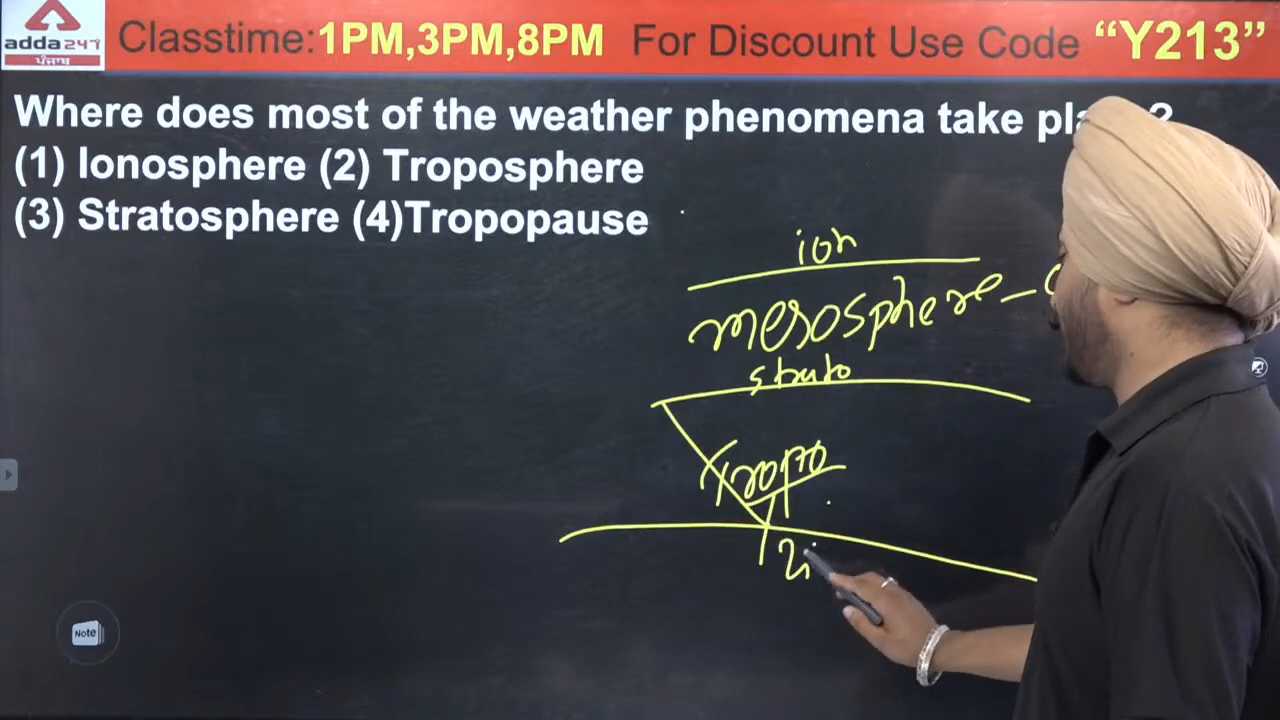 adda247
ਪੰਜਾਬ
Classtime:1PM,3PM,8PM For Discount Use Code “Y213”
Where does most of the weather phenomena take
(1) Ionosphere (2) Troposphere
(3) Stratosphere (4)Tropopause
ion
mesosphere -
strato
Tropo
Note